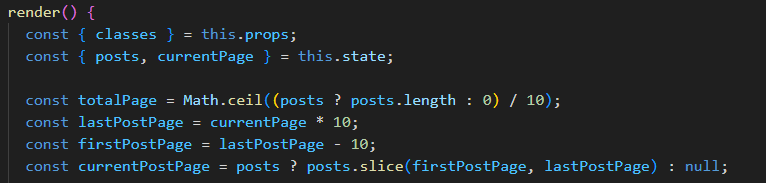 render() {
const { classes } = this.props;
const { posts, currentPage } = this.state;
const totalPage = Math.ceil((posts ? posts.length : 0) / 10);
const lastPostPage = currentPage * 10;
const firstPostPage = lastPostPage - 10;
const currentPostPage = posts ? posts.slice(firstPostPage, lastPostPage) : null;